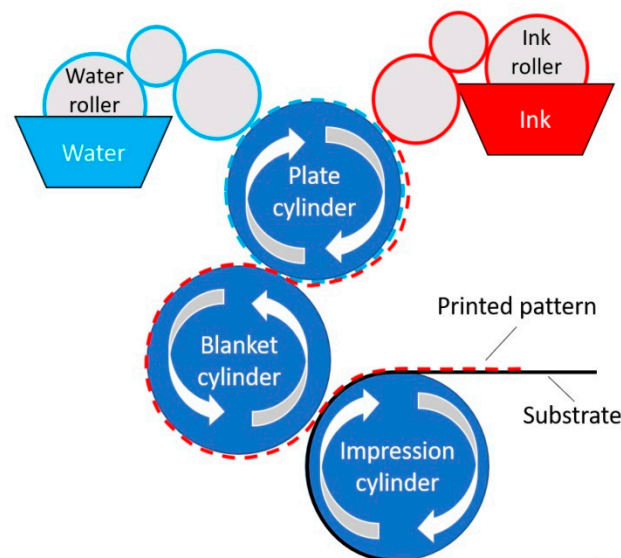 Water
roller
Water
Ink
roller
Ink
Plate
cylinder
Blanket
cylinder
Printed pattern
Substrate
Impression
cylinder